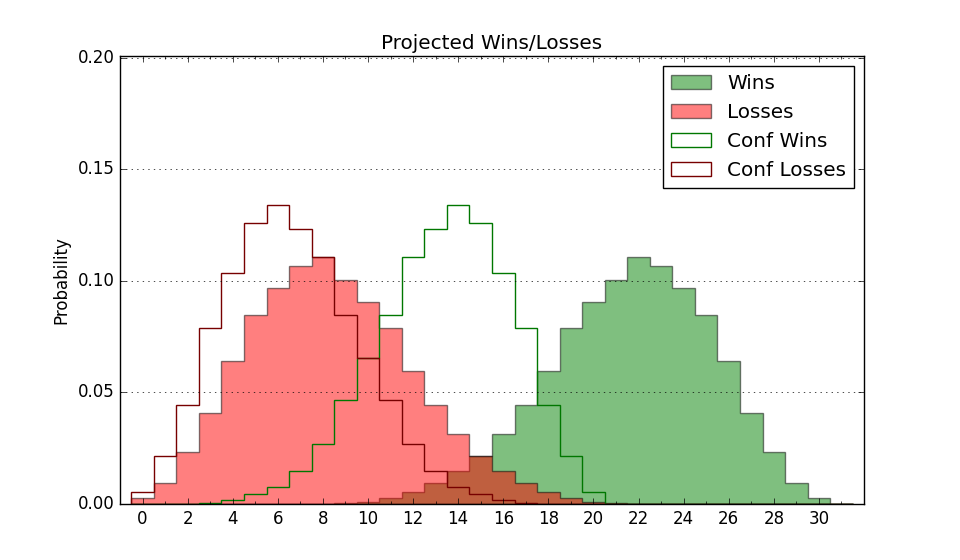 Projected Wins/Losses
0.20
0.15
0.10
0.05
0.00
Probability
Wins
Losses
Conf Wins
Conf Losses
0 2 4 6 8 10 12 14 16 18 20 22 24 26 28 30